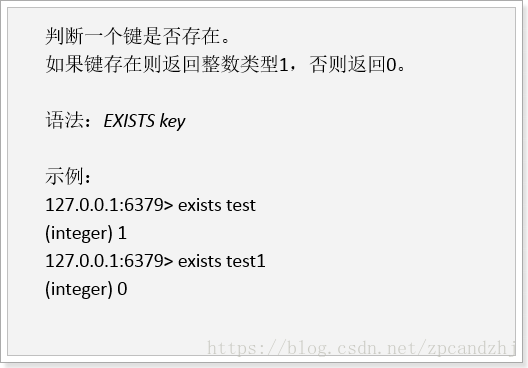 判断一个键是否存在。
如果键存在则返回整数类型1，否则返回0。
语法：EXISTS key
示例：
127.0.0.1:6379> exists test
(integer) 1
127.0.0.1:6379> exists test1
(integer) 0
https://blog.csdn.net/zpcandzhj